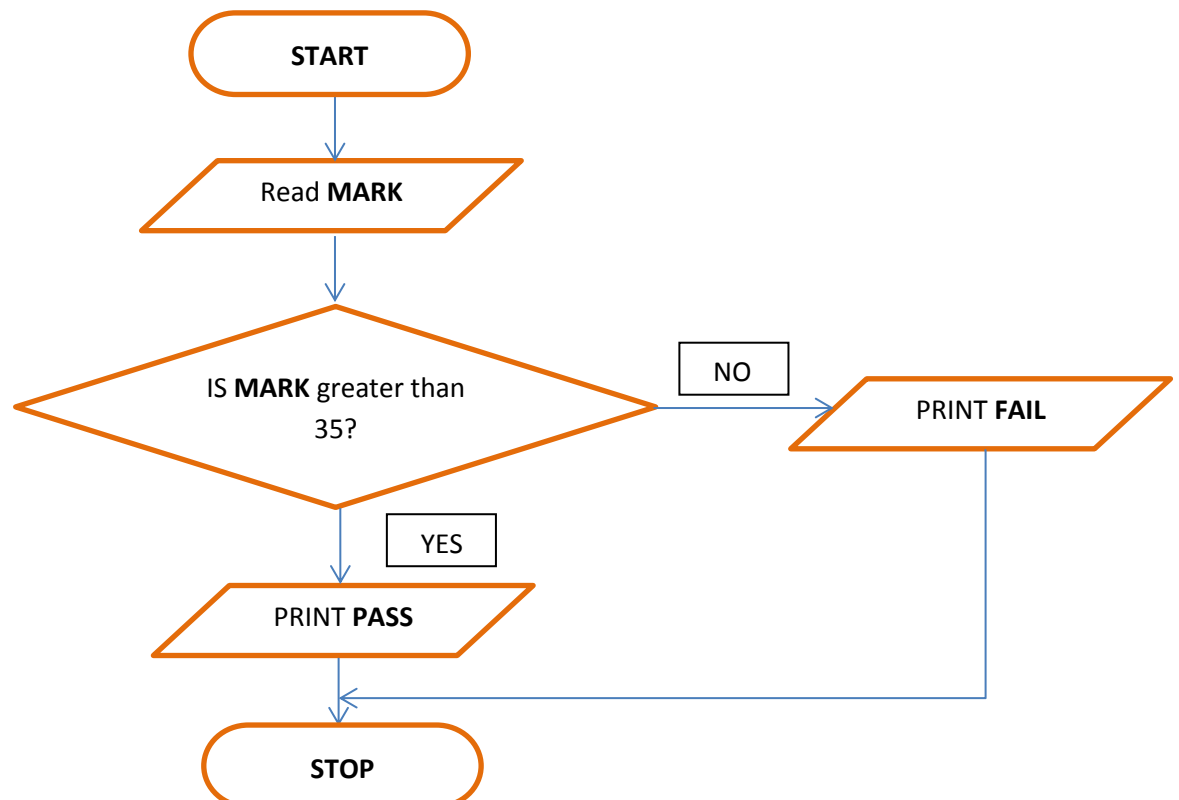 START
Read MARK
IS MARK greater than
35?
NO
PRINT FAIL
YES
PRINT PASS
STOP